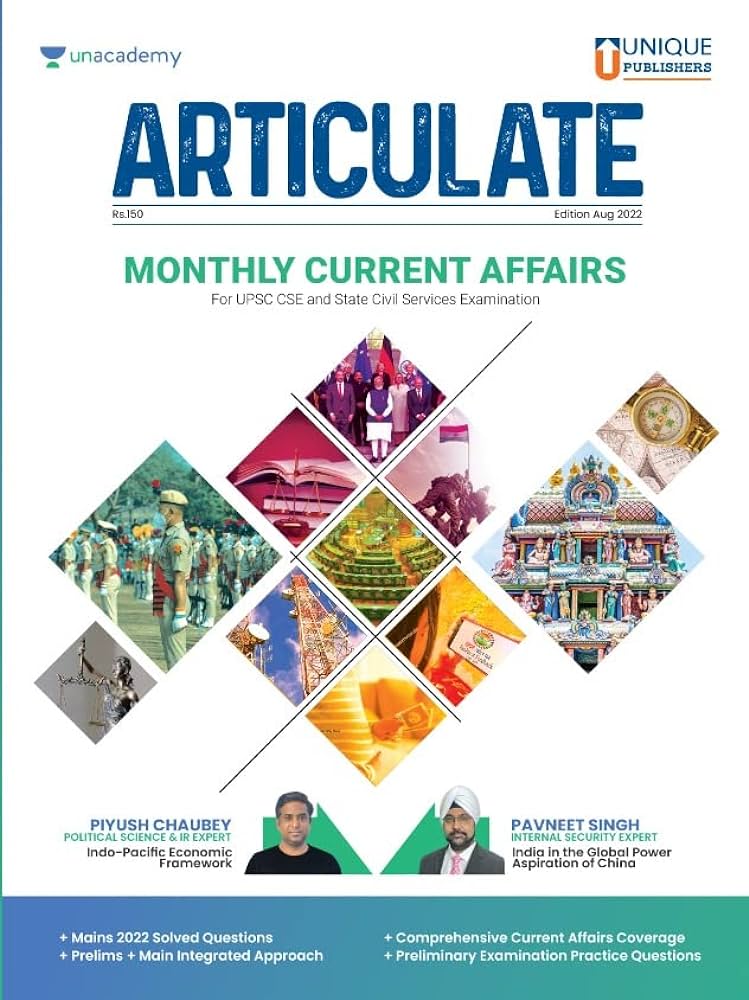 unacademy
UNIQUE
PUBLISHERS
ARTICULATE
Rs.150
Edition Aug 2022
MONTHLY CURRENT AFFAIRS
For UPSC CSE and State Civil Services Examination
PIYUSH CHAUBEY
POLITICAL SCIENCE & IR EXPERT
Indo-Pacific Economic
Framework
PAVNEET SINGH
INTERNAL SECURITY EXPERT
India in the Global Power
Aspiration of China
+ Mains 2022 Solved Questions
+ Prelims + Main Integrated Approach
+ Comprehensive Current Affairs Coverage
+ Preliminary Examination Practice Questions